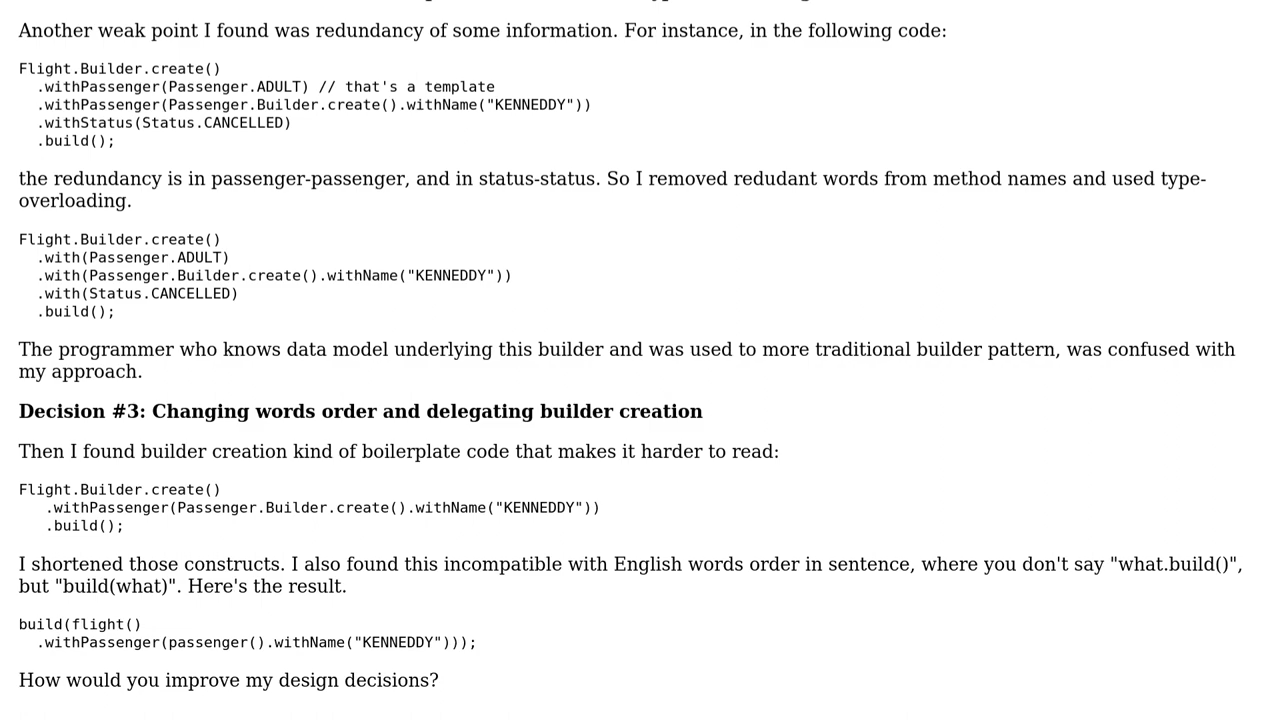 Another weak point I found was redundancy of some information. For instance, in the following code:
Flight.Builder.create()
  .withPassenger(Passenger.ADULT) // that's a template
  .withPassenger(Passenger.Builder.create().withName("KENNEDDY"))
  .withStatus(Status.CANCELLED)
  .build();
the redundancy is in passenger-passenger, and in status-status. So I removed redudant words from method names and used type-
overloading.
Flight.Builder.create()
  .with(Passenger.ADULT)
  .with(Passenger.Builder.create().withName("KENNEDDY"))
  .with(Status.CANCELLED)
  .build();
The programmer who knows data model underlying this builder and was used to more traditional builder pattern, was confused with
my approach.
Decision #3: Changing words order and delegating builder creation
Then I found builder creation kind of boilerplate code that makes it harder to read:
Flight.Builder.create()
   .withPassenger(Passenger.Builder.create().withName("KENNEDDY"))
   .build();
I shortened those constructs. I also found this incompatible with English words order in sentence, where you don't say "what.build()",
but "build(what)". Here's the result.
build(flight()
  .withPassenger(passenger().withName("KENNEDDY")));
How would you improve my design decisions?